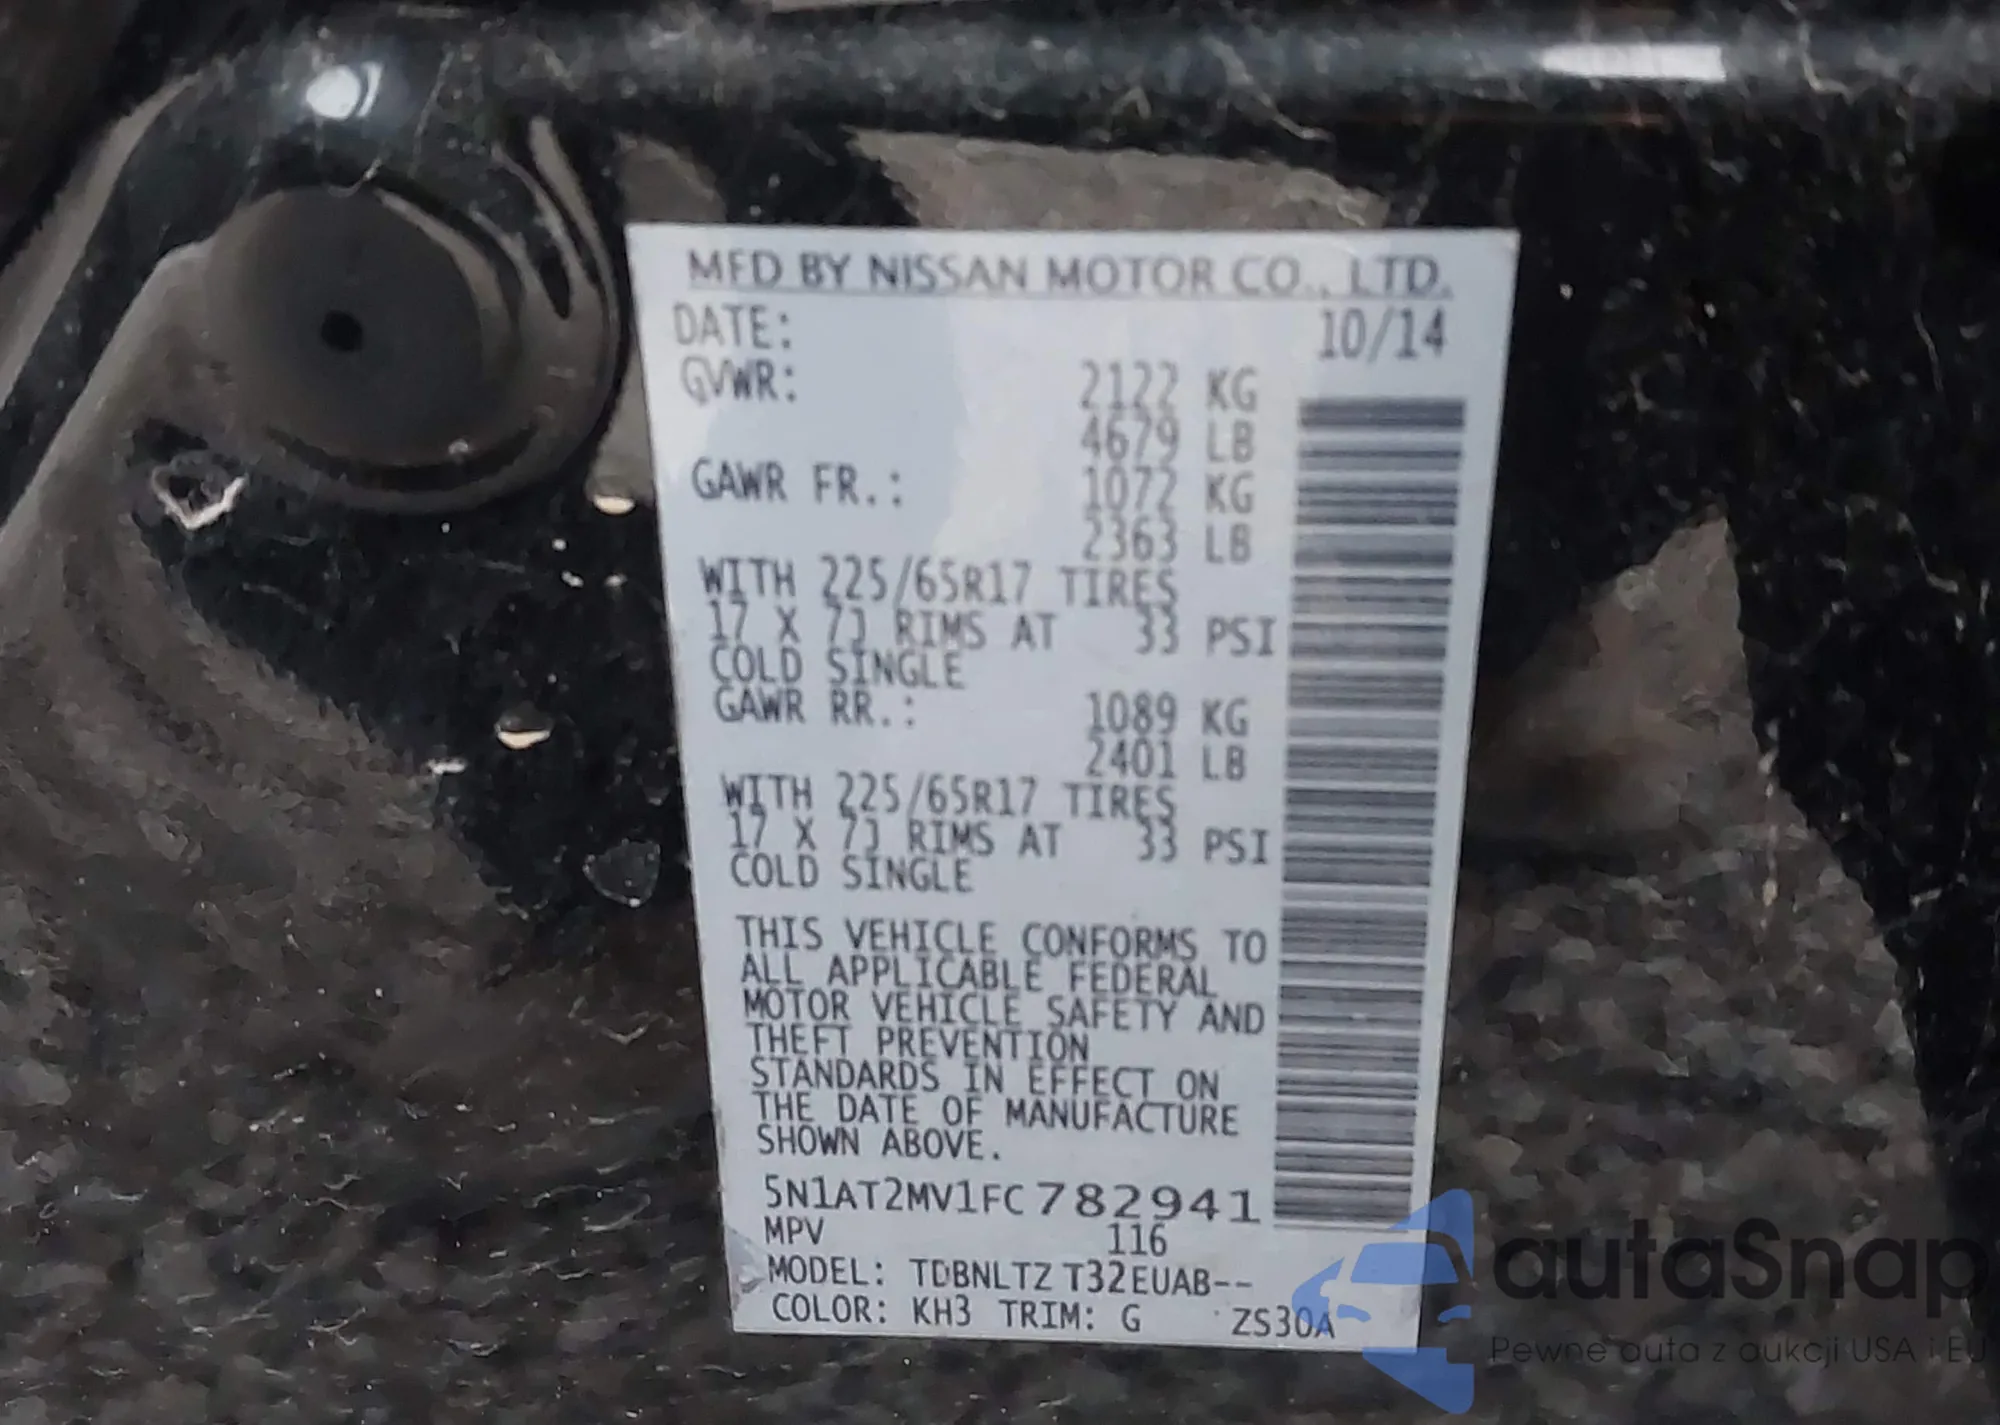 MFD BY NISSAN MOTOR CO., LTD.
DATE: 10/14
GVWR: 2122 KG
4679 LB
GAWR FR.: 1072 KG
2363 LB
WITH 225/65R17 TIRES
17 X 7J RIMS AT 33 PSI
COLD SINGLE
GAWR RR.: 1089 KG
2401 LB
WITH 225/65R17 TIRES
17 X 7J RIMS AT 33 PSI
COLD SINGLE
THIS VEHICLE CONFORMS TO
ALL APPLICABLE FEDERAL
MOTOR VEHICLE SAFETY AND
THEFT PREVENTION
STANDARDS IN EFFECT ON
THE DATE OF MANUFACTURE
SHOWN ABOVE.
5N1AT2MV1FC782941
MPV 116
MODEL: TDBNLTZ T32EUAB--
COLOR: KH3 TRIM: G ZS30A
autaSnap
Pewne auta z aukcji USA i EU